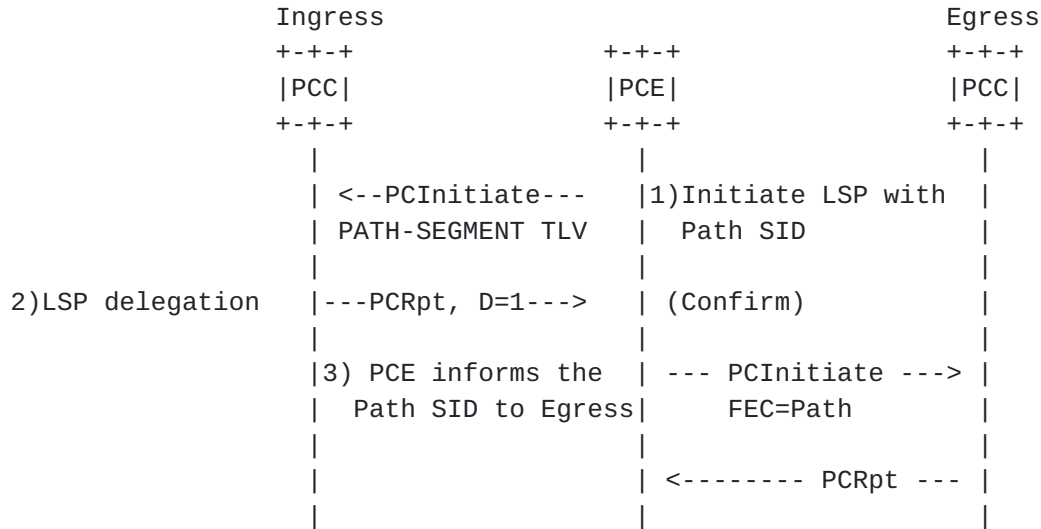 Ingress                                 Egress
               +-+-+                +-+-+              +-+-+
               |PCC|                |PCE|              |PCC|
               +-+-+                +-+-+              +-+-+
                 |                    |                    |
                 | <--PCInitiate---   |1)Initiate LSP with |
                 | PATH-SEGMENT TLV   |  Path SID          |
                 |                    |                    |
2)LSP delegation |---PCRpt, D=1--->   | (Confirm)          |
                 |                    |                    |
                 |3) PCE informs the  | --- PCInitiate ---> |
                 |  Path SID to Egress|     FEC=Path       |
                 |                    |                    |
                 |                    | <-------- PCRpt --- |
                 |                    |                    |